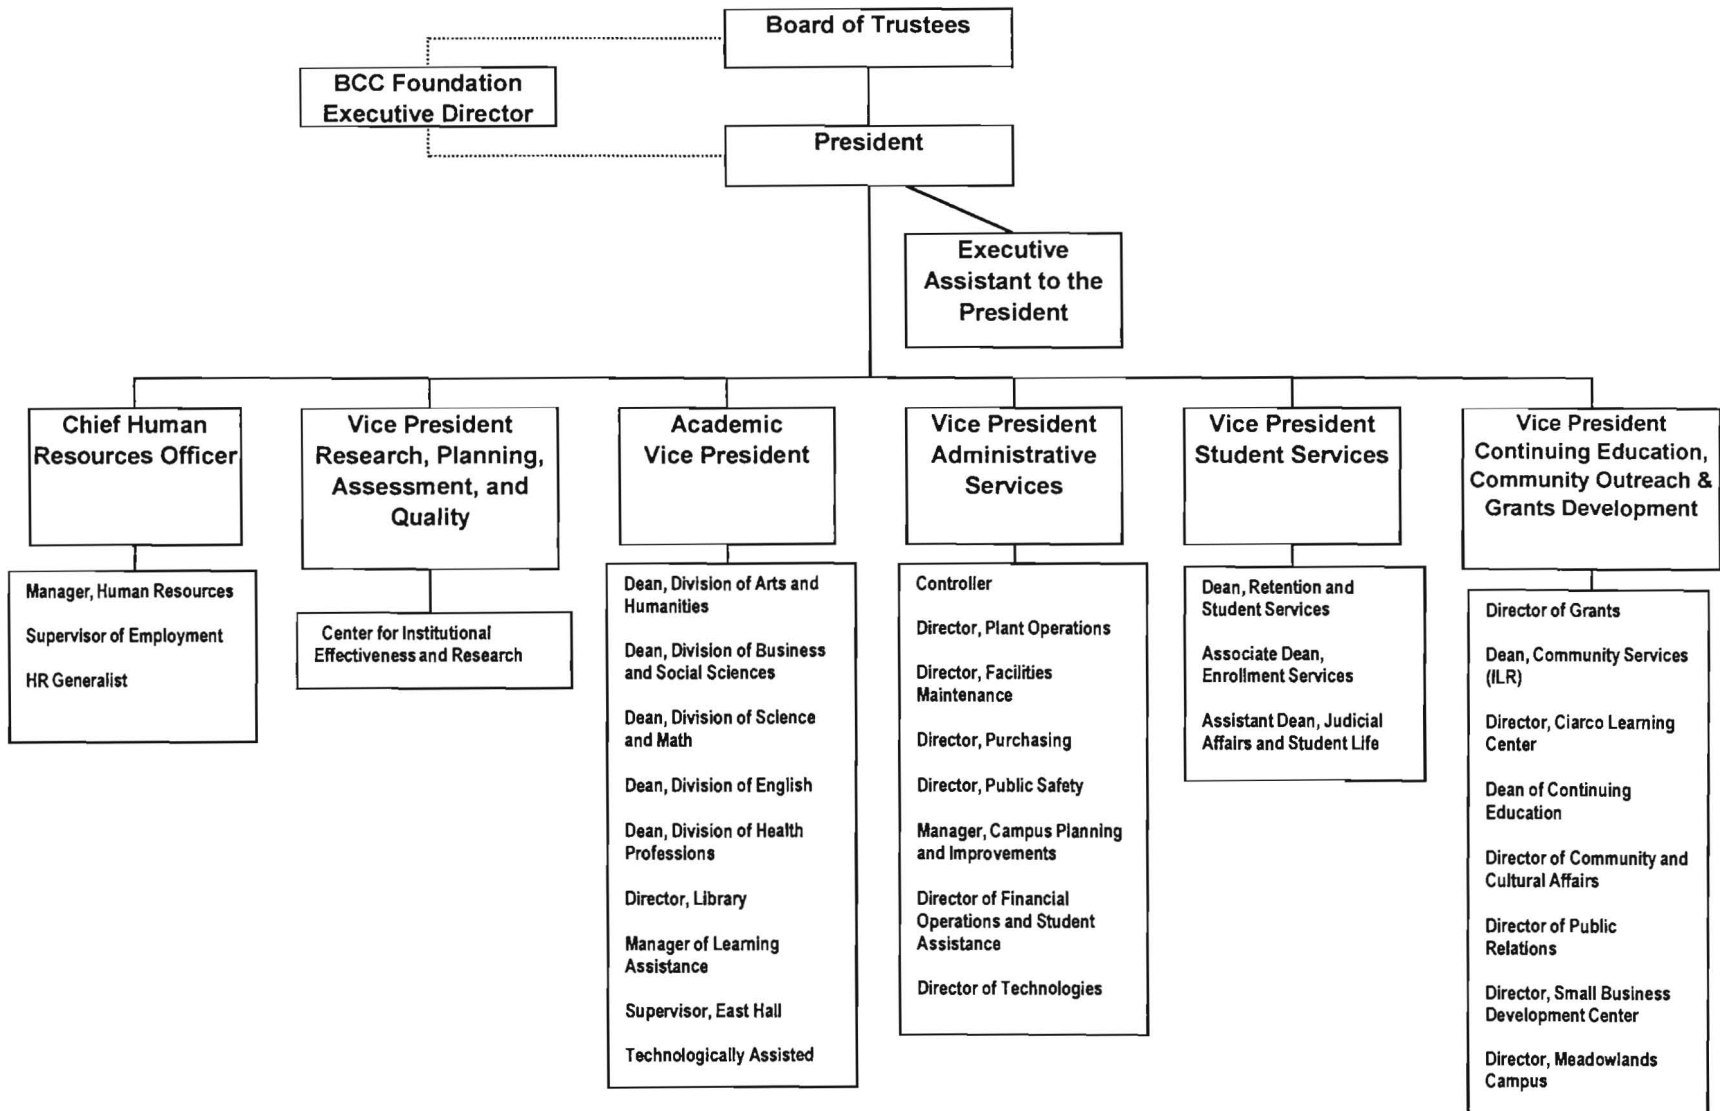 Board of Trustees
BCC Foundation
Executive Director
President
Executive
Assistant to the
President
Chief Human
Resources Officer
Vice President
Research, Planning,
Assessment, and
Quality
Academic
Vice President
Vice President
Administrative
Services
Vice President
Student Services
Vice President
Continuing Education,
Community Outreach &
Grants Development
Manager, Human Resources
Supervisor of Employment
HR Generalist
Center for Institutional
Effectiveness and Research
Dean, Division of Arts and
Humanities
Dean, Division of Business
and Social Sciences
Dean, Division of Science
and Math
Dean, Division of English
Dean, Division of Health
Professions
Director, Library
Manager of Learning
Assistance
Supervisor, East Hall
Technologically Assisted
Controller
Director, Plant Operations
Director, Facilities
Maintenance
Director, Purchasing
Director, Public Safety
Manager, Campus Planning
and Improvements
Director of Financial
Operations and Student
Assistance
Director of Technologies
Dean, Retention and
Student Services
Associate Dean,
Enrollment Services
Assistant Dean, Judicial
Affairs and Student Life
Director of Grants
Dean, Community Services
(ILR)
Director, Ciarco Learning
Center
Dean of Continuing
Education
Director of Community and
Cultural Affairs
Director of Public
Relations
Director, Small Business
Development Center
Director, Meadowlands
Campus